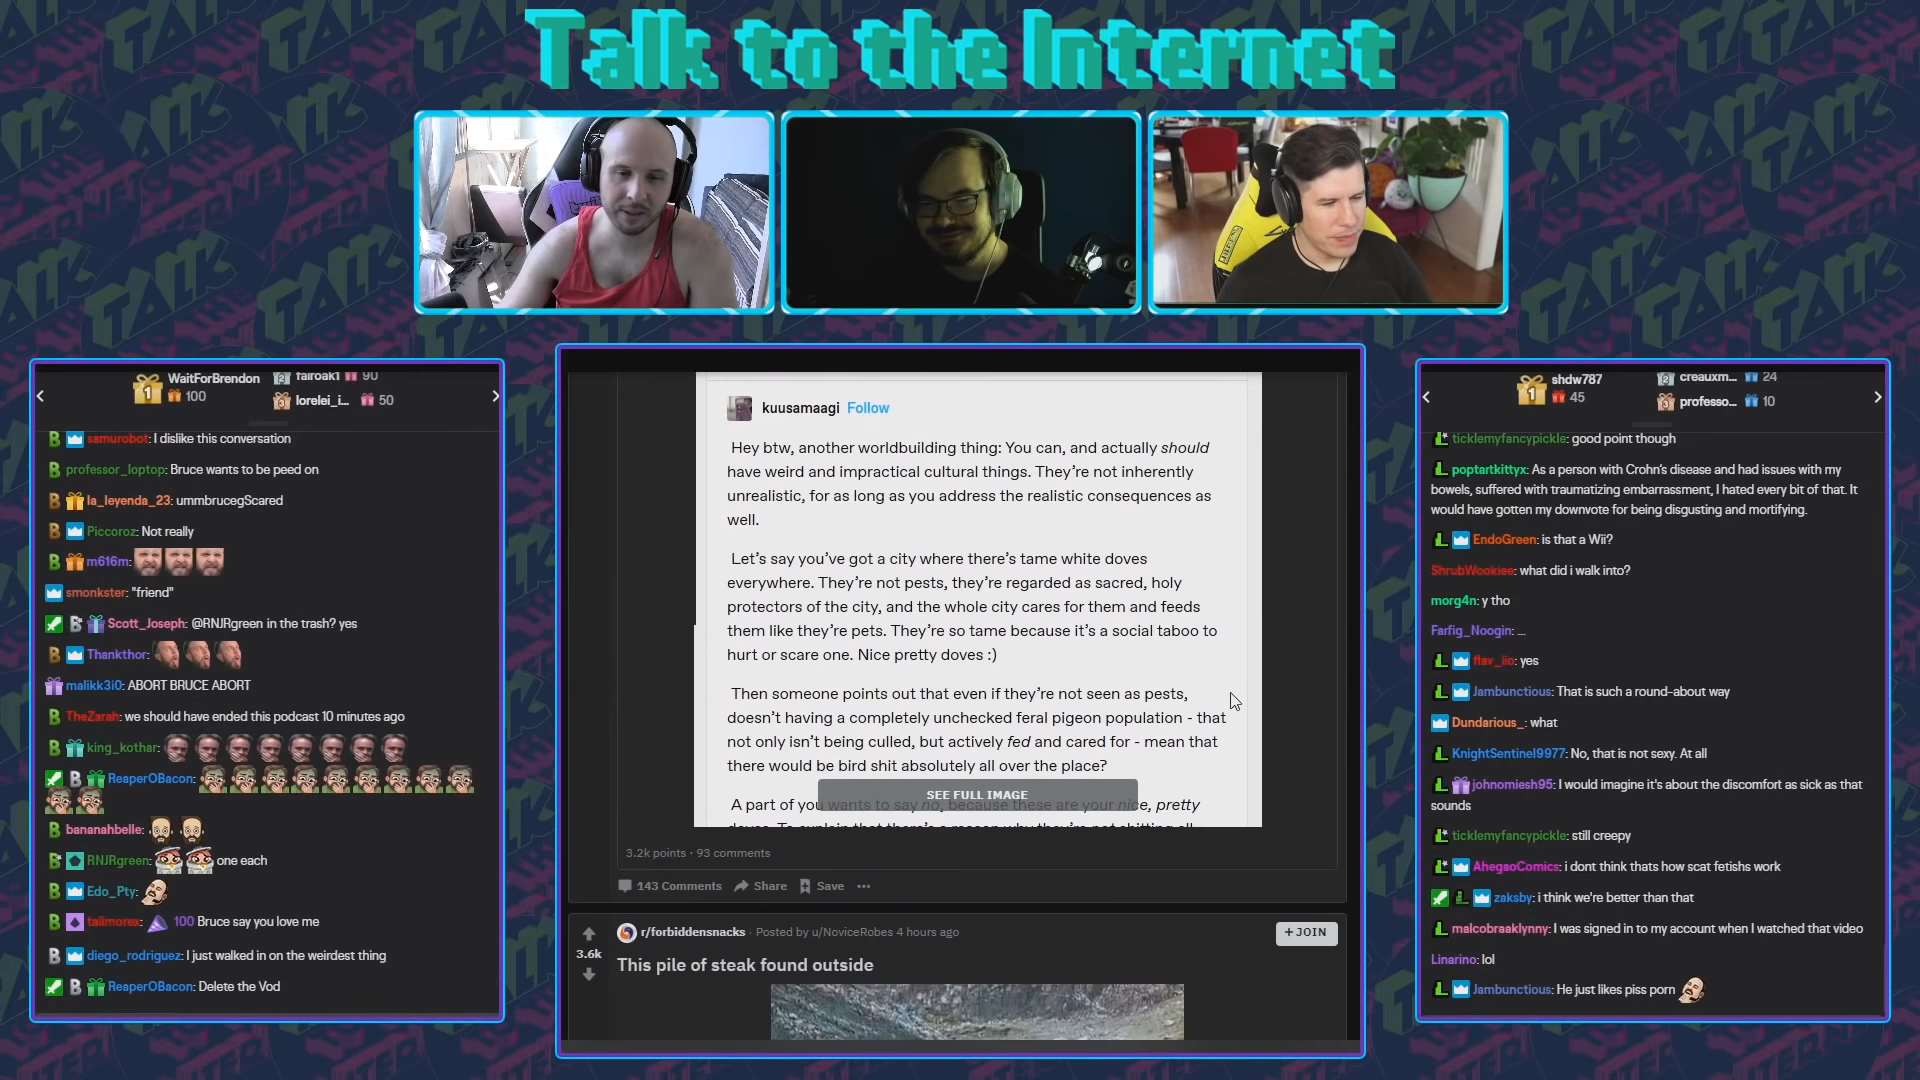 Talk to the Internet
WaitForBrendon
100
fairoak1 90
lorelei_i... 50
samurobot: I dislike this conversation
professor_loptop: Bruce wants to be peed on
la_leyenda_23: ummbrucegScared
Piccoroz: Not really
m616m:
smonkster: "friend"
Scott_Joseph: @RNJRgreen in the trash? yes
Thankthor:
malikk3i0: ABORT BRUCE ABORT
TheZarah: we should have ended this podcast 10 minutes ago
king_kothar:
ReaperOBacon:
bananahbelle:
RNJRgreen: one each
Edo_Pty:
taiimorex: 100 Bruce say you love me
diego_rodriguez: I just walked in on the weirdest thing
ReaperOBacon: Delete the Vod
kuusamaagi Follow
Hey btw, another worldbuilding thing: You can, and actually should
have weird and impractical cultural things. They’re not inherently
unrealistic, for as long as you address the realistic consequences as
well.
Let’s say you’ve got a city where there’s tame white doves
everywhere. They’re not pests, they’re regarded as sacred, holy
protectors of the city, and the whole city cares for them and feeds
them like they’re pets. They’re so tame because it’s a social taboo to
hurt or scare one. Nice pretty doves :)
Then someone points out that even if they’re not seen as pests,
doesn’t having a completely unchecked feral pigeon population - that
not only isn’t being culled, but actively fed and cared for - mean that
there would be bird shit absolutely all over the place?
SEE FULL IMAGE
A part of you wants to say no, because these are your nice, pretty
3.2k points · 93 comments
143 Comments Share Save
r/forbiddensnacks · Posted by u/NoviceRobes 4 hours ago
+ JOIN
3.6k
This pile of steak found outside
shdw787
45
creauxm... 24
professo... 10
ticklemyfancypickle: good point though
poptartkittyx: As a person with Crohn's disease and had issues with my
bowels, suffered with traumatizing embarrassment, I hated every bit of that. It
would have gotten my downvote for being disgusting and mortifying.
EndoGreen: is that a Wii?
ShrubWookiee: what did i walk into?
morg4n: y tho
Farfig_Noogin: ...
flav_iio: yes
Jambunctious: That is such a round-about way
Dundarious_: what
KnightSentinel9977: No, that is not sexy. At all
johnomiesh95: I would imagine it's about the discomfort as sick as that
sounds
ticklemyfancypickle: still creepy
AhegaoComics: i dont think thats how scat fetishs work
zaksby: i think we're better than that
malcobraaklynny: I was signed in to my account when I watched that video
Linarino: lol
Jambunctious: He just likes piss porn